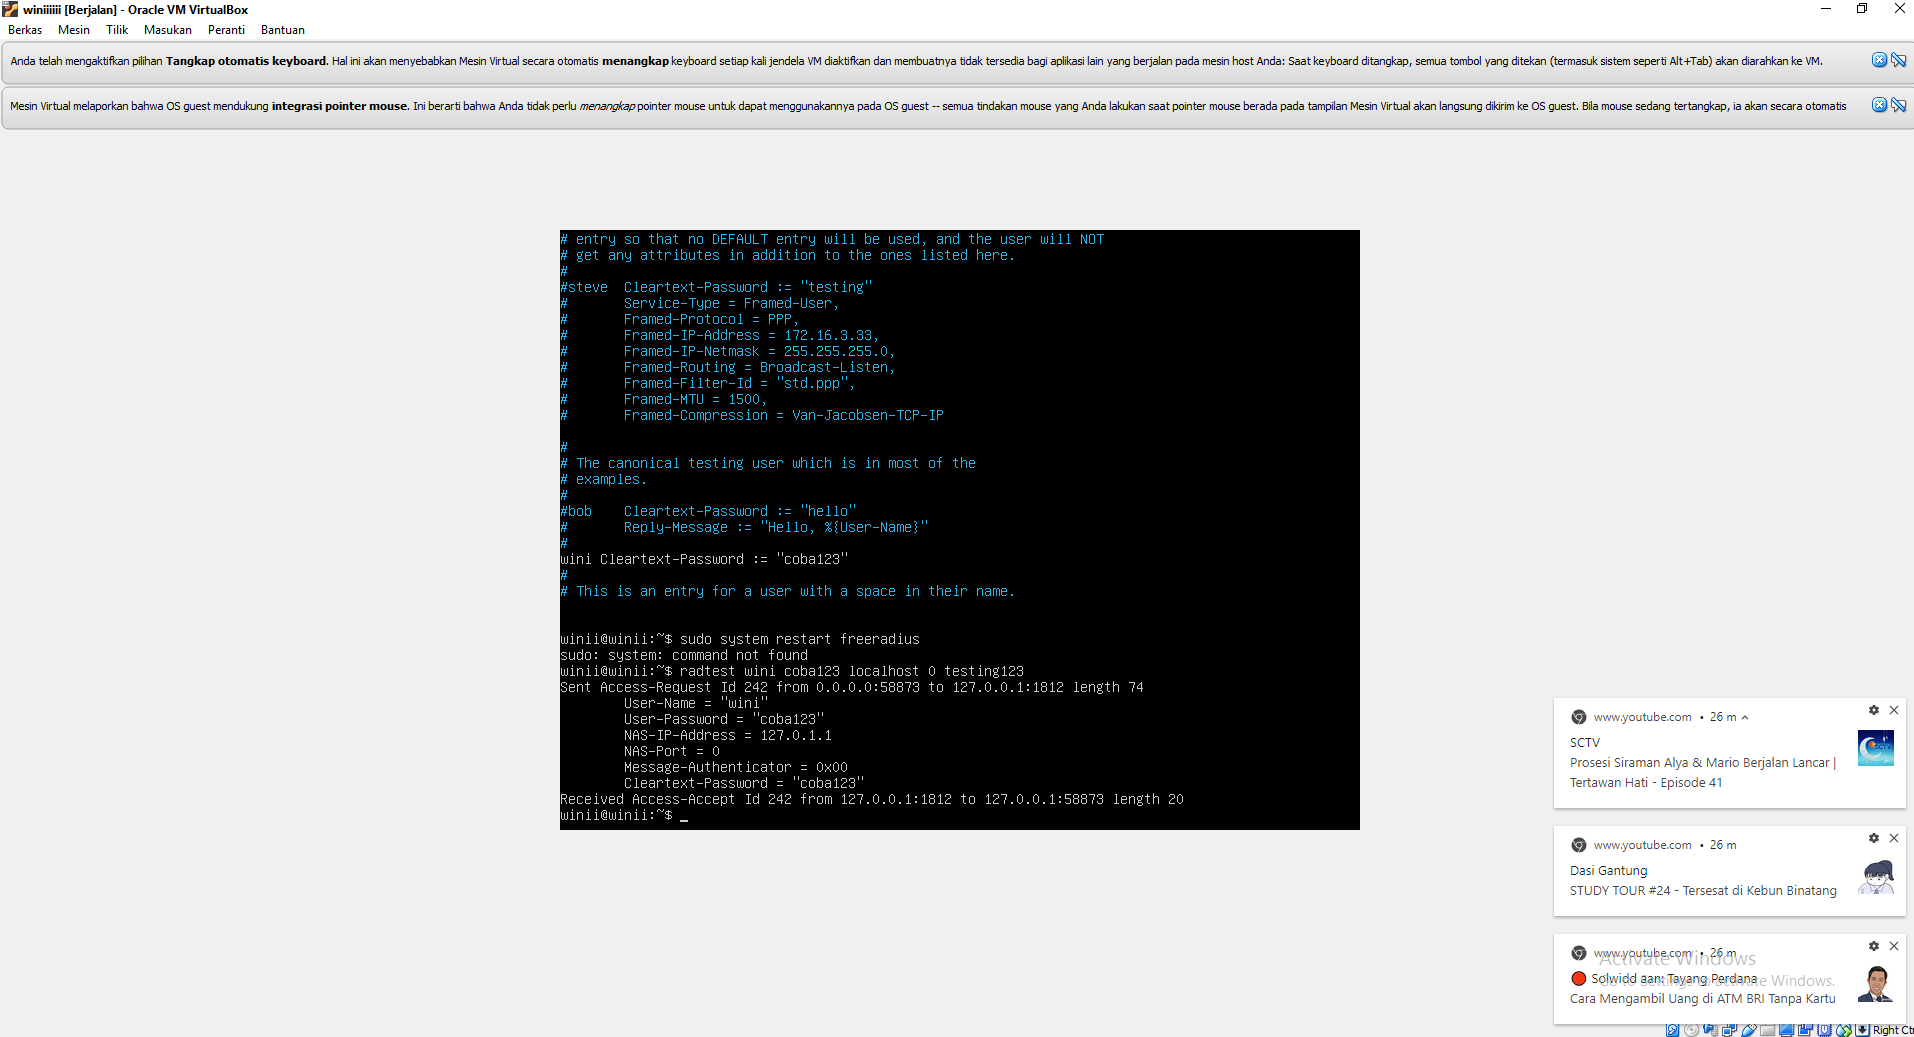 winiiiiii [Berjalan] - Oracle VM VirtualBox
Berkas Mesin Tilik Masukan Peranti Bantuan
Anda telah mengaktifkan pilihan Tangkap otomatis keyboard. Hal ini akan menyebabkan Mesin Virtual secara otomatis menangkap keyboard setiap kali jendela VM diaktifkan dan membuatnya tidak tersedia bagi aplikasi lain yang berjalan pada mesin host Anda: Saat keyboard ditangkap, semua tombol yang ditekan (termasuk sistem seperti Alt+Tab) akan diarahkan ke VM.
Mesin Virtual melaporkan bahwa OS guest mendukung integrasi pointer mouse. Ini berarti bahwa Anda tidak perlu menangkap pointer mouse untuk dapat menggunakannya pada OS guest -- semua tindakan mouse yang Anda lakukan saat pointer mouse berada pada tampilan Mesin Virtual akan langsung dikirim ke OS guest. Bila mouse sedang tertangkap, ia akan secara otomatis
# entry so that no DEFAULT entry will be used, and the user will NOT
# get any attributes in addition to the ones listed here.
#
#steve  Cleartext-Password := "testing"
#       Service-Type = Framed-User,
#       Framed-Protocol = PPP,
#       Framed-IP-Address = 172.16.3.33,
#       Framed-IP-Netmask = 255.255.255.0,
#       Framed-Routing = Broadcast-Listen,
#       Framed-Filter-Id = "std.ppp",
#       Framed-MTU = 1500,
#       Framed-Compression = Van-Jacobsen-TCP-IP
#
# The canonical testing user which is in most of the
# examples.
#
#bob    Cleartext-Password := "hello"
#       Reply-Message := "Hello, %{User-Name}"
#
wini Cleartext-Password := "coba123"
#
# This is an entry for a user with a space in their name.
winii@winii:~$ sudo system restart freeradius
sudo: system: command not found
winii@winii:~$ radtest wini coba123 localhost 0 testing123
Sent Access-Request Id 242 from 0.0.0.0:58873 to 127.0.0.1:1812 length 74
User-Name = "wini"
User-Password = "coba123"
NAS-IP-Address = 127.0.1.1
NAS-Port = 0
Message-Authenticator = 0x00
Cleartext-Password = "coba123"
Received Access-Accept Id 242 from 127.0.0.1:1812 to 127.0.0.1:58873 length 20
winii@winii:~$ _
www.youtube.com • 26 m
SCTV
Prosesi Siraman Alya & Mario Berjalan Lancar |
Tertawan Hati - Episode 41
www.youtube.com • 26 m
Dasi Gantung
STUDY TOUR #24 - Tersesat di Kebun Binatang
www.youtube.com • 26 m
Activate Windows
Solwidd aan: Tayang Perdana
Go to Settings to activate Windows.
Cara Mengambil Uang di ATM BRI Tanpa Kartu
Right Ctr